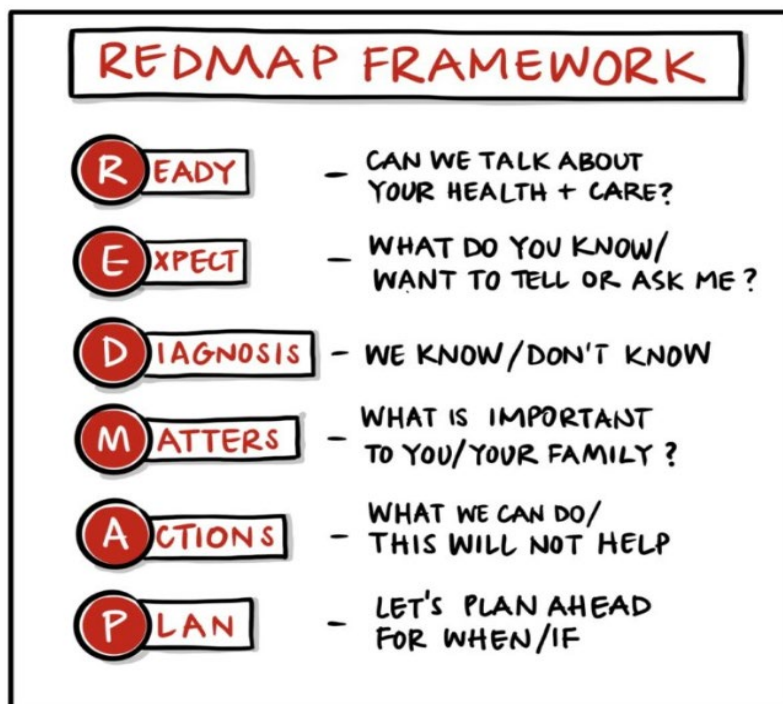 REDMAP FRAMEWORK
READY - CAN WE TALK ABOUT
YOUR HEALTH + CARE?
EXPECT - WHAT DO YOU KNOW/
WANT TO TELL OR ASK ME?
DIAGNOSIS - WE KNOW/DON'T KNOW
MATTERS - WHAT IS IMPORTANT
TO YOU/YOUR FAMILY?
ACTIONS - WHAT WE CAN DO/
THIS WILL NOT HELP
PLAN - LET'S PLAN AHEAD
FOR WHEN/IF